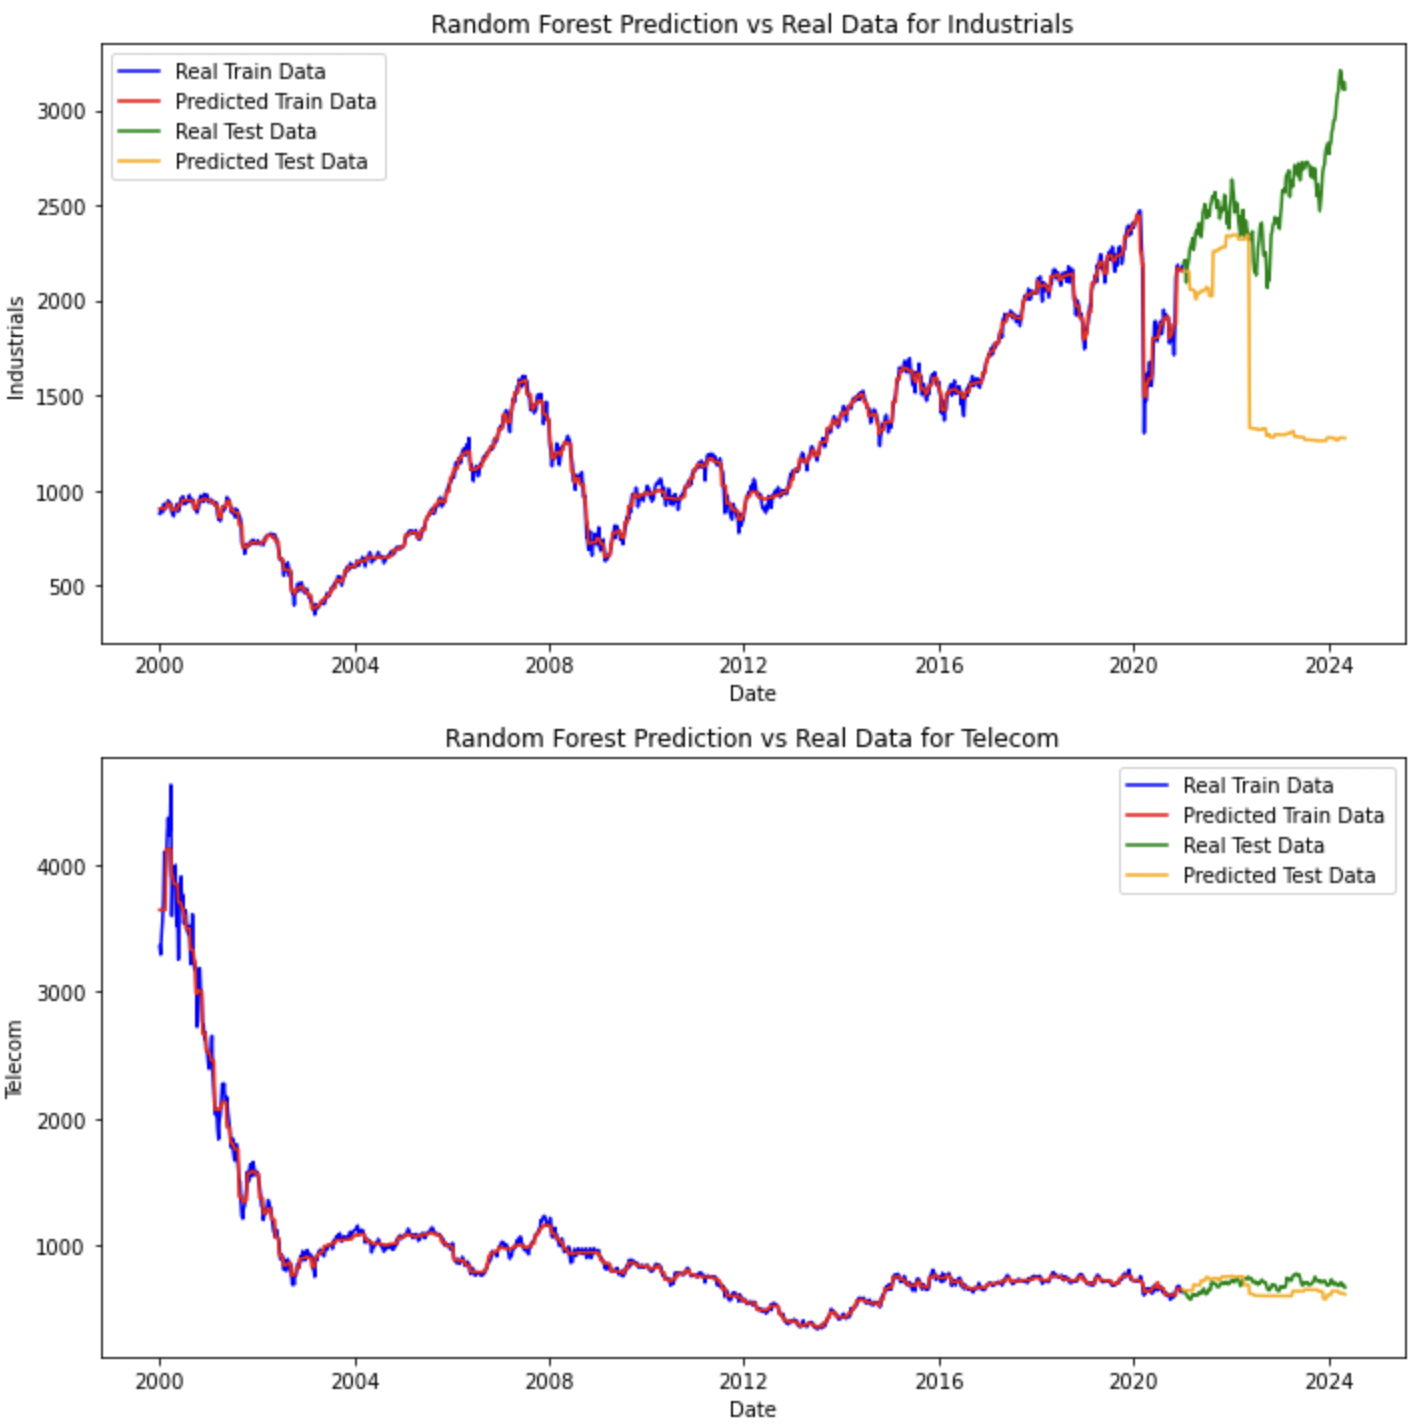 Random Forest Prediction vs Real Data for Industrials
Real Train Data
Predicted Train Data
Real Test Data
Predicted Test Data
3000
2500
2000
1500
1000
500
Industrials
2000 2004 2008 2012 2016 2020 2024
Date
Random Forest Prediction vs Real Data for Telecom
Real Train Data
Predicted Train Data
Real Test Data
Predicted Test Data
4000
3000
2000
1000
Telecom
2000 2004 2008 2012 2016 2020 2024
Date